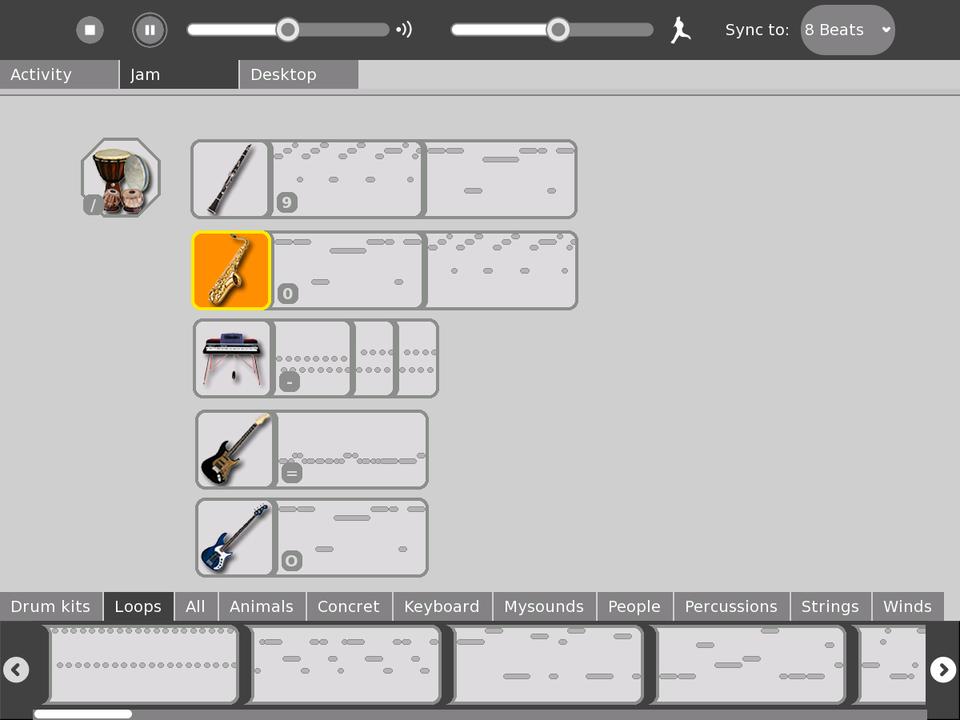 Sync to: 8 Beats
Activity Jam Desktop
/
9
0
-
=
O
Drum kits Loops All Animals Concret Keyboard Mysounds People Percussions Strings Winds